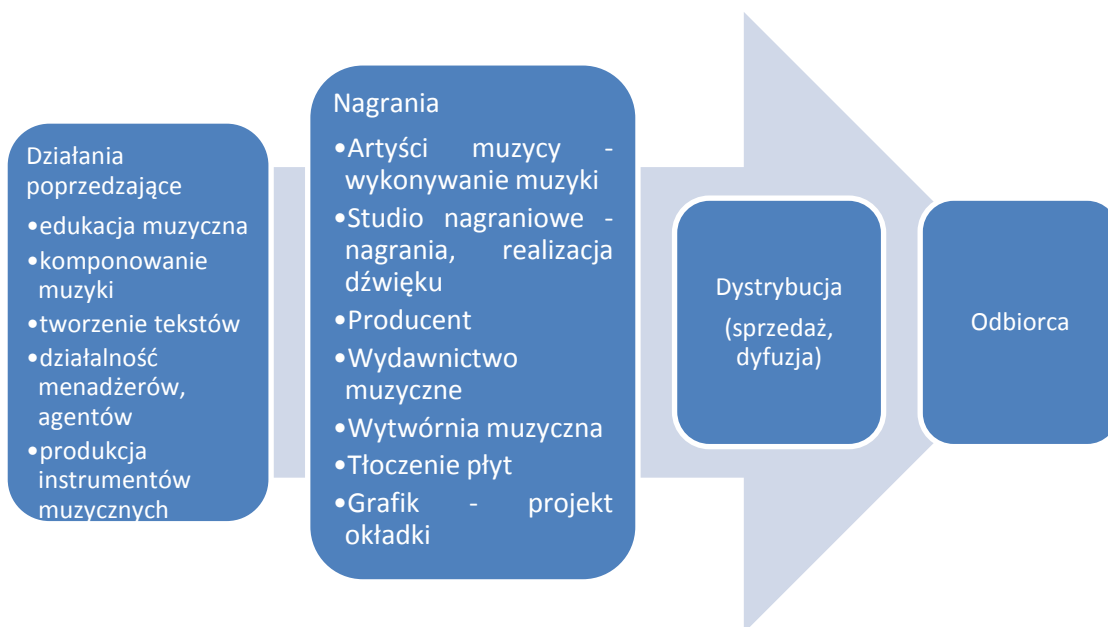 Działania
poprzedzające
•edukacja muzyczna
•komponowanie
muzyki
•tworzenie tekstów
•działalność
menadżerów,
agentów
•produkcja
instrumentów
muzycznych
Nagrania
•Artyści muzycy -
wykonywanie muzyki
•Studio nagraniowe -
nagrania, realizacja
dźwięku
•Producent
•Wydawnictwo
muzyczne
•Wytwórnia muzyczna
•Tłoczenie płyt
•Grafik - projekt
okładki
Dystrybucja
(sprzedaż,
dyfuzja)
Odbiorca